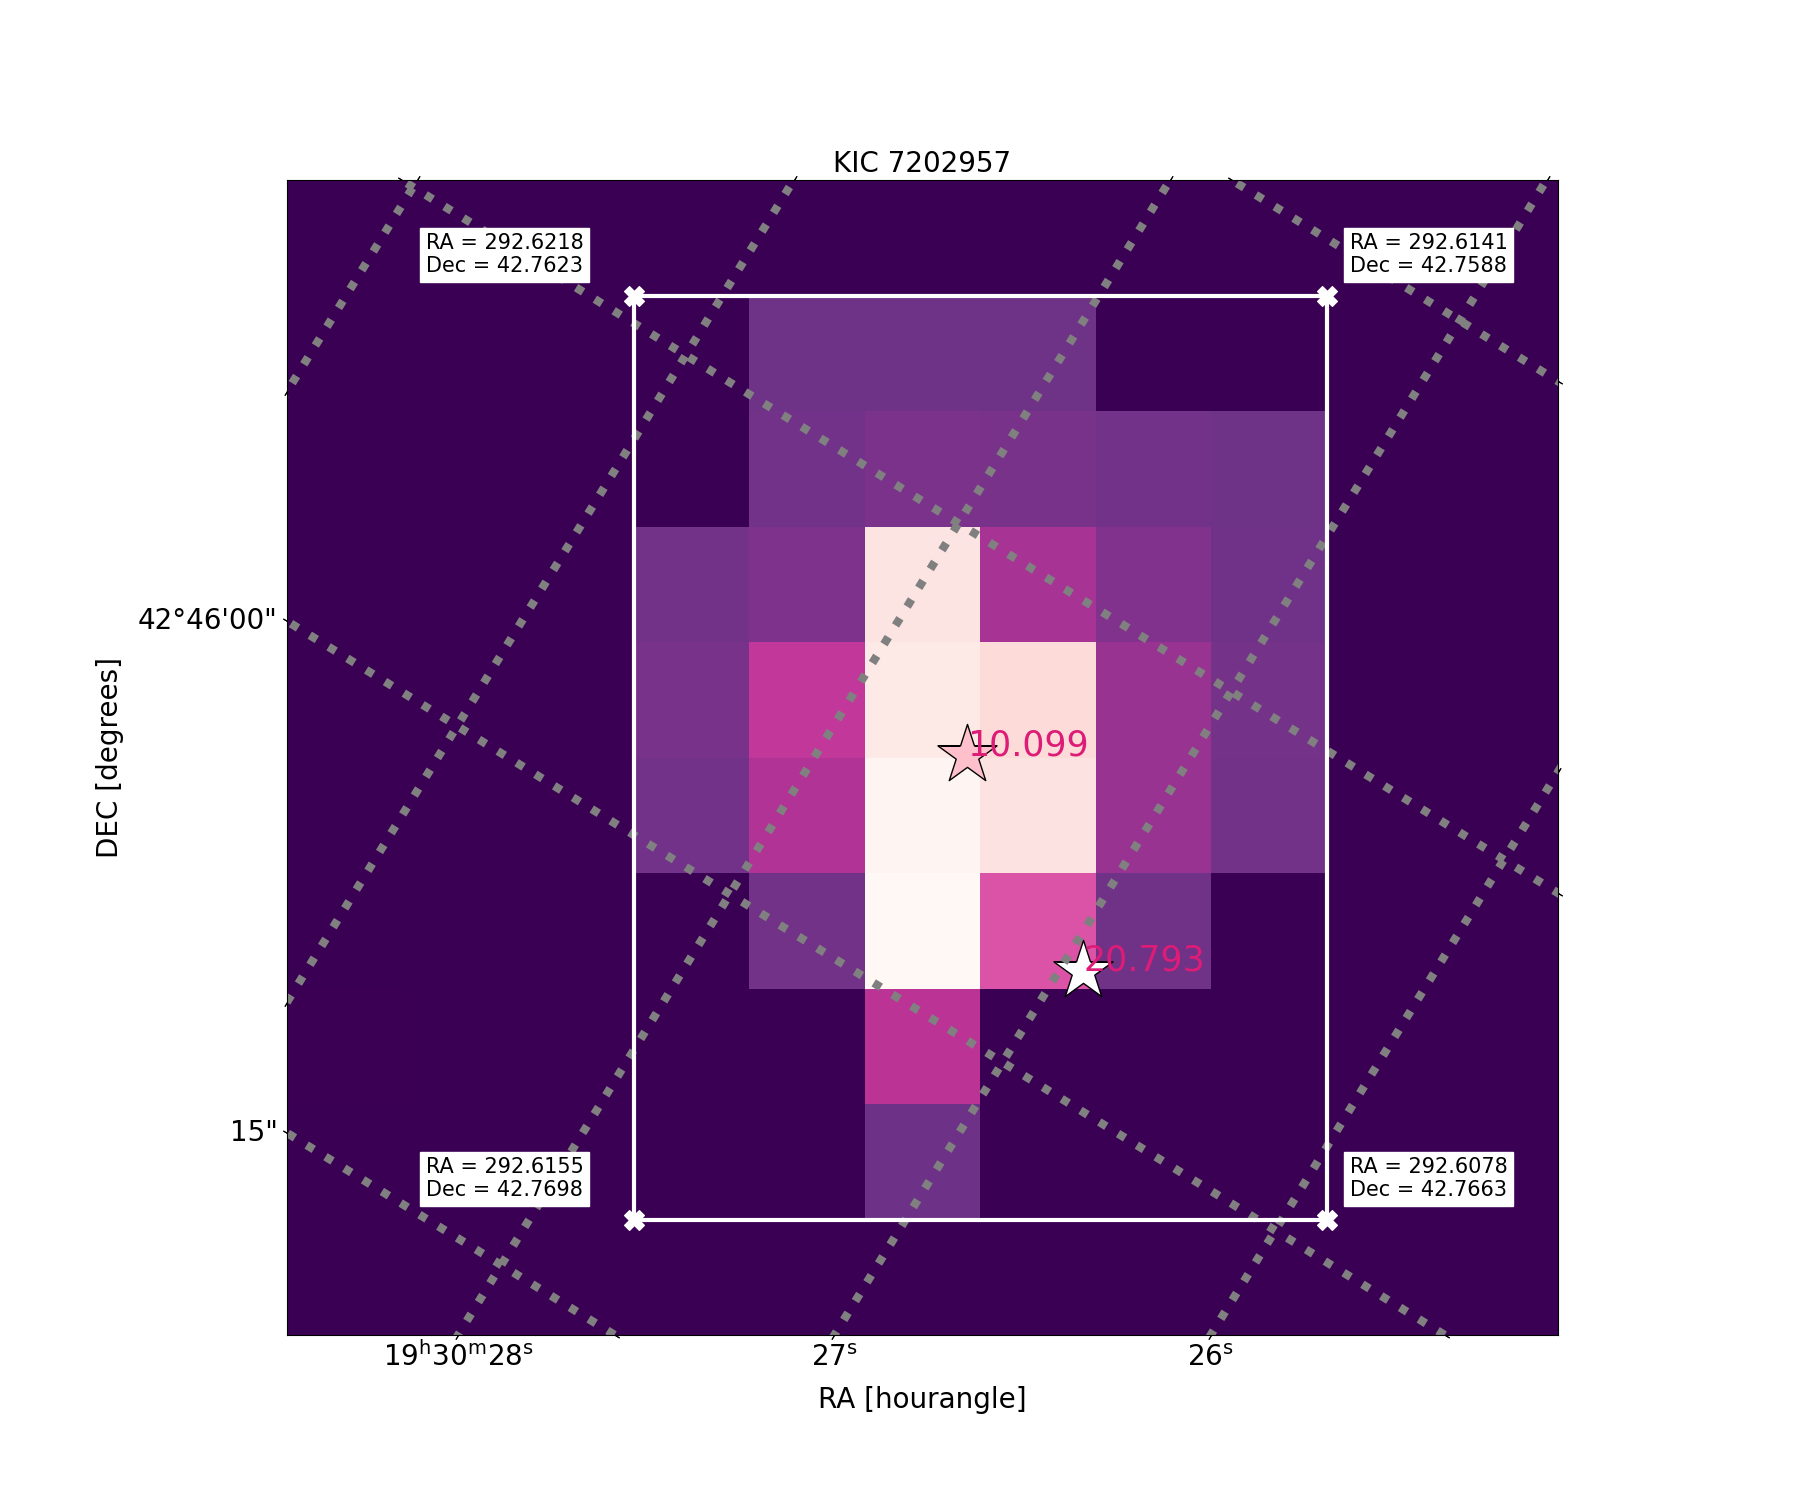 KIC 7202957
RA = 292.6218
Dec = 42.7623
RA = 292.6141
Dec = 42.7588
42°46'00"
10.099
DEC [degrees]
20.793
15"
RA = 292.6155
Dec = 42.7698
RA = 292.6078
Dec = 42.7663
19ʰ30ᵐ28ˢ
27ˢ
26ˢ
RA [hourangle]